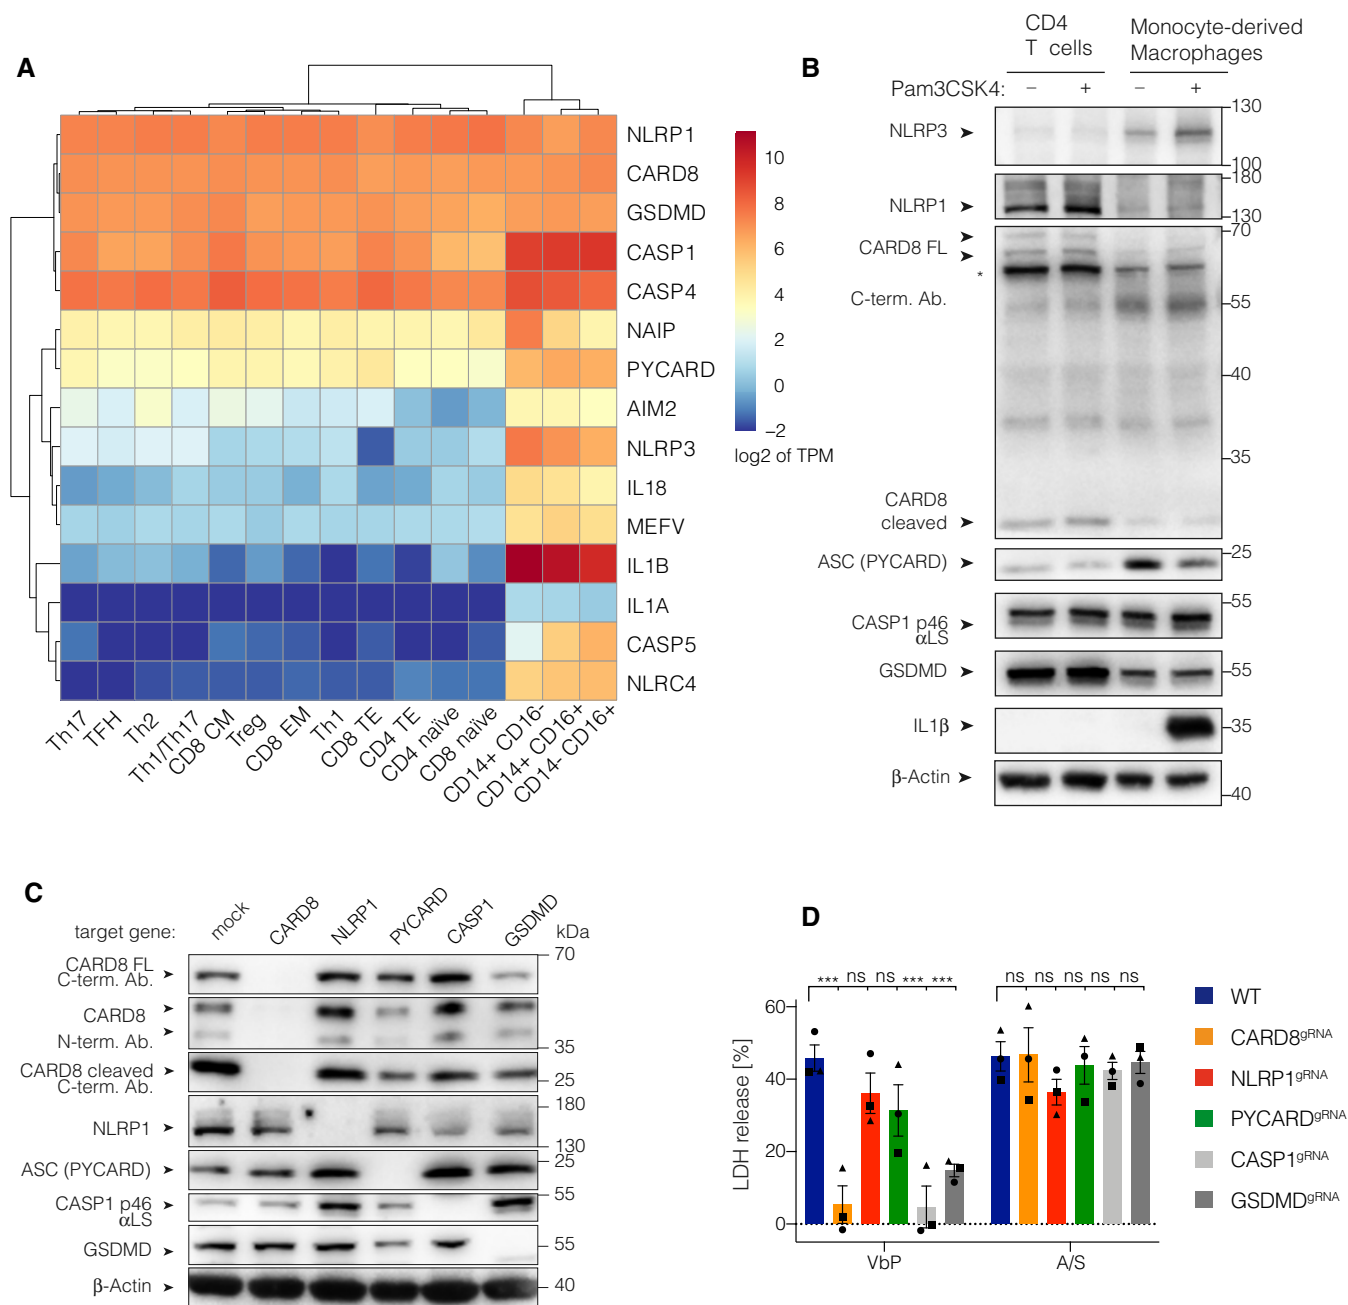 A
NLRP1
CARD8
GSDMD
CASP1
CASP4
NAIP
PYCARD
AIM2
NLRP3
IL18
MEFV
IL1B
IL1A
CASP5
NLRC4
10
8
6
4
2
0
−2
log2 of TPM
Th17
TFH
Th2
Th1/Th17
CD8 CM
Treg
CD8 EM
Th1
CD8 TE
CD4 TE
CD4 naïve
CD8 naïve
CD14+ CD16-
CD14+ CD16+
CD14- CD16+
B
CD4
T cells
Monocyte-derived
Macrophages
Pam3CSK4: − + − +
NLRP3
130
100
NLRP1
180
130
CARD8 FL
*
C-term. Ab.
CARD8
cleaved
70
55
40
35
ASC (PYCARD)
25
CASP1 p46
αLS
55
GSDMD
55
IL1β
35
β-Actin
40
C
target gene:
mock
CARD8
NLRP1
PYCARD
CASP1
GSDMD
kDa
CARD8 FL
C-term. Ab.
70
CARD8
N-term. Ab.
35
CARD8 cleaved
C-term. Ab.
25
NLRP1
180
130
ASC (PYCARD)
25
CASP1 p46
αLS
55
GSDMD
55
β-Actin
40
D
*** ns ns *** ***
ns ns ns ns ns
LDH release [%]
60
40
20
0
VbP
A/S
WT
CARD8gRNA
NLRP1gRNA
PYCARDgRNA
CASP1gRNA
GSDMDgRNA